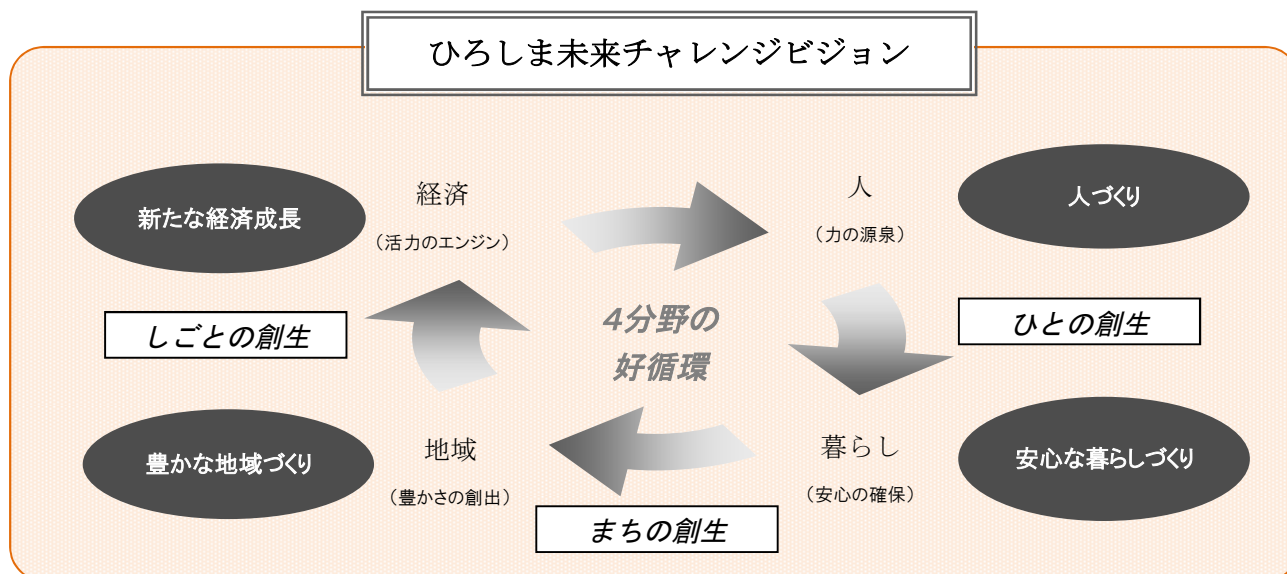 ひろしま未来チャレンジビジョン
新たな経済成長
経済
（活力のエンジン）
人
（力の源泉）
人づくり
しごとの創生
4分野の
好循環
ひとの創生
豊かな地域づくり
地域
（豊かさの創出）
暮らし
（安心の確保）
安心な暮らしづくり
まちの創生